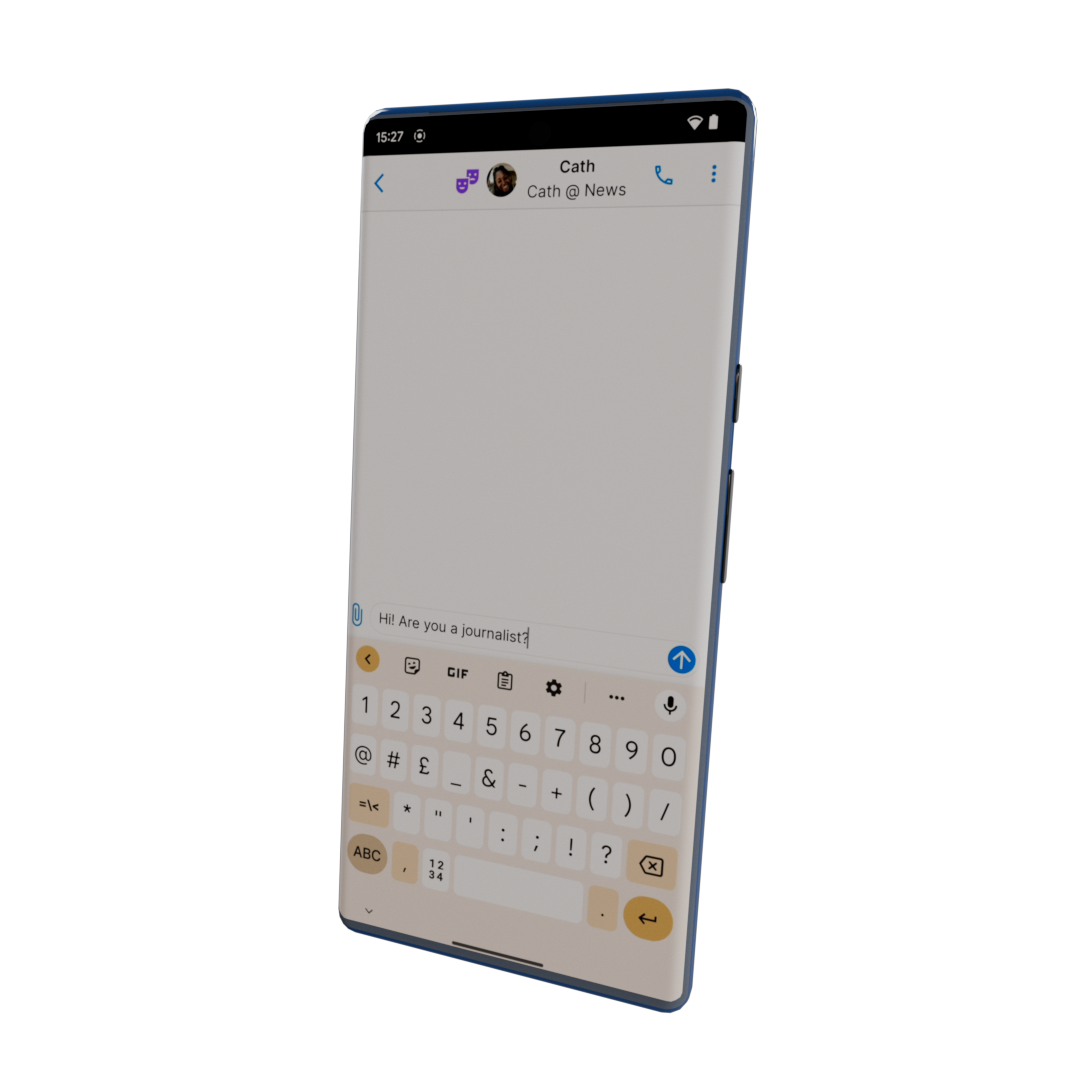 15:27
Cath
Cath @ News
Hi! Are you a journalist?
GIF
1 2 3 4 5 6 7 8 9 0
@ # £ _ & - + ( ) /
=\< * " ' : ; ! ?
ABC , 12 34 .